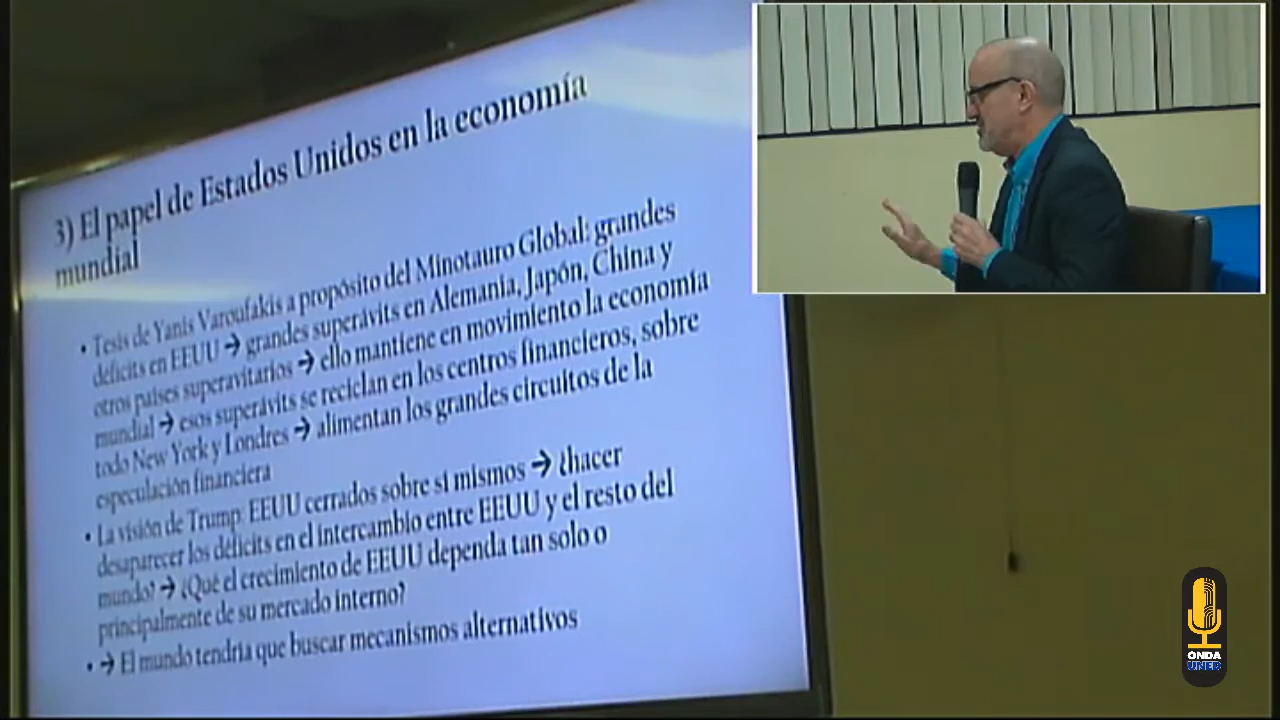 3) El papel de Estados Unidos en la economía
mundial
• Tesis de Yanis Varoufakis a propósito del Minotauro Global: grandes
déficits en EEUU → grandes superávits en Alemania, Japón, China y
otros países superavitarios → ello mantiene en movimiento la economía
mundial → esos superávits se reciclan en los centros financieros, sobre
todo New York y Londres → alimentan los grandes circuitos de la
especulación financiera
• La visión de Trump: EEUU cerrados sobre sí mismos → ¿hacer
desaparecer los déficits en el intercambio entre EEUU y el resto del
mundo? → ¿Qué el crecimiento de EEUU dependa tan solo o
principalmente de su mercado interno?
• → El mundo tendría que buscar mecanismos alternativos
ONDA
UNED